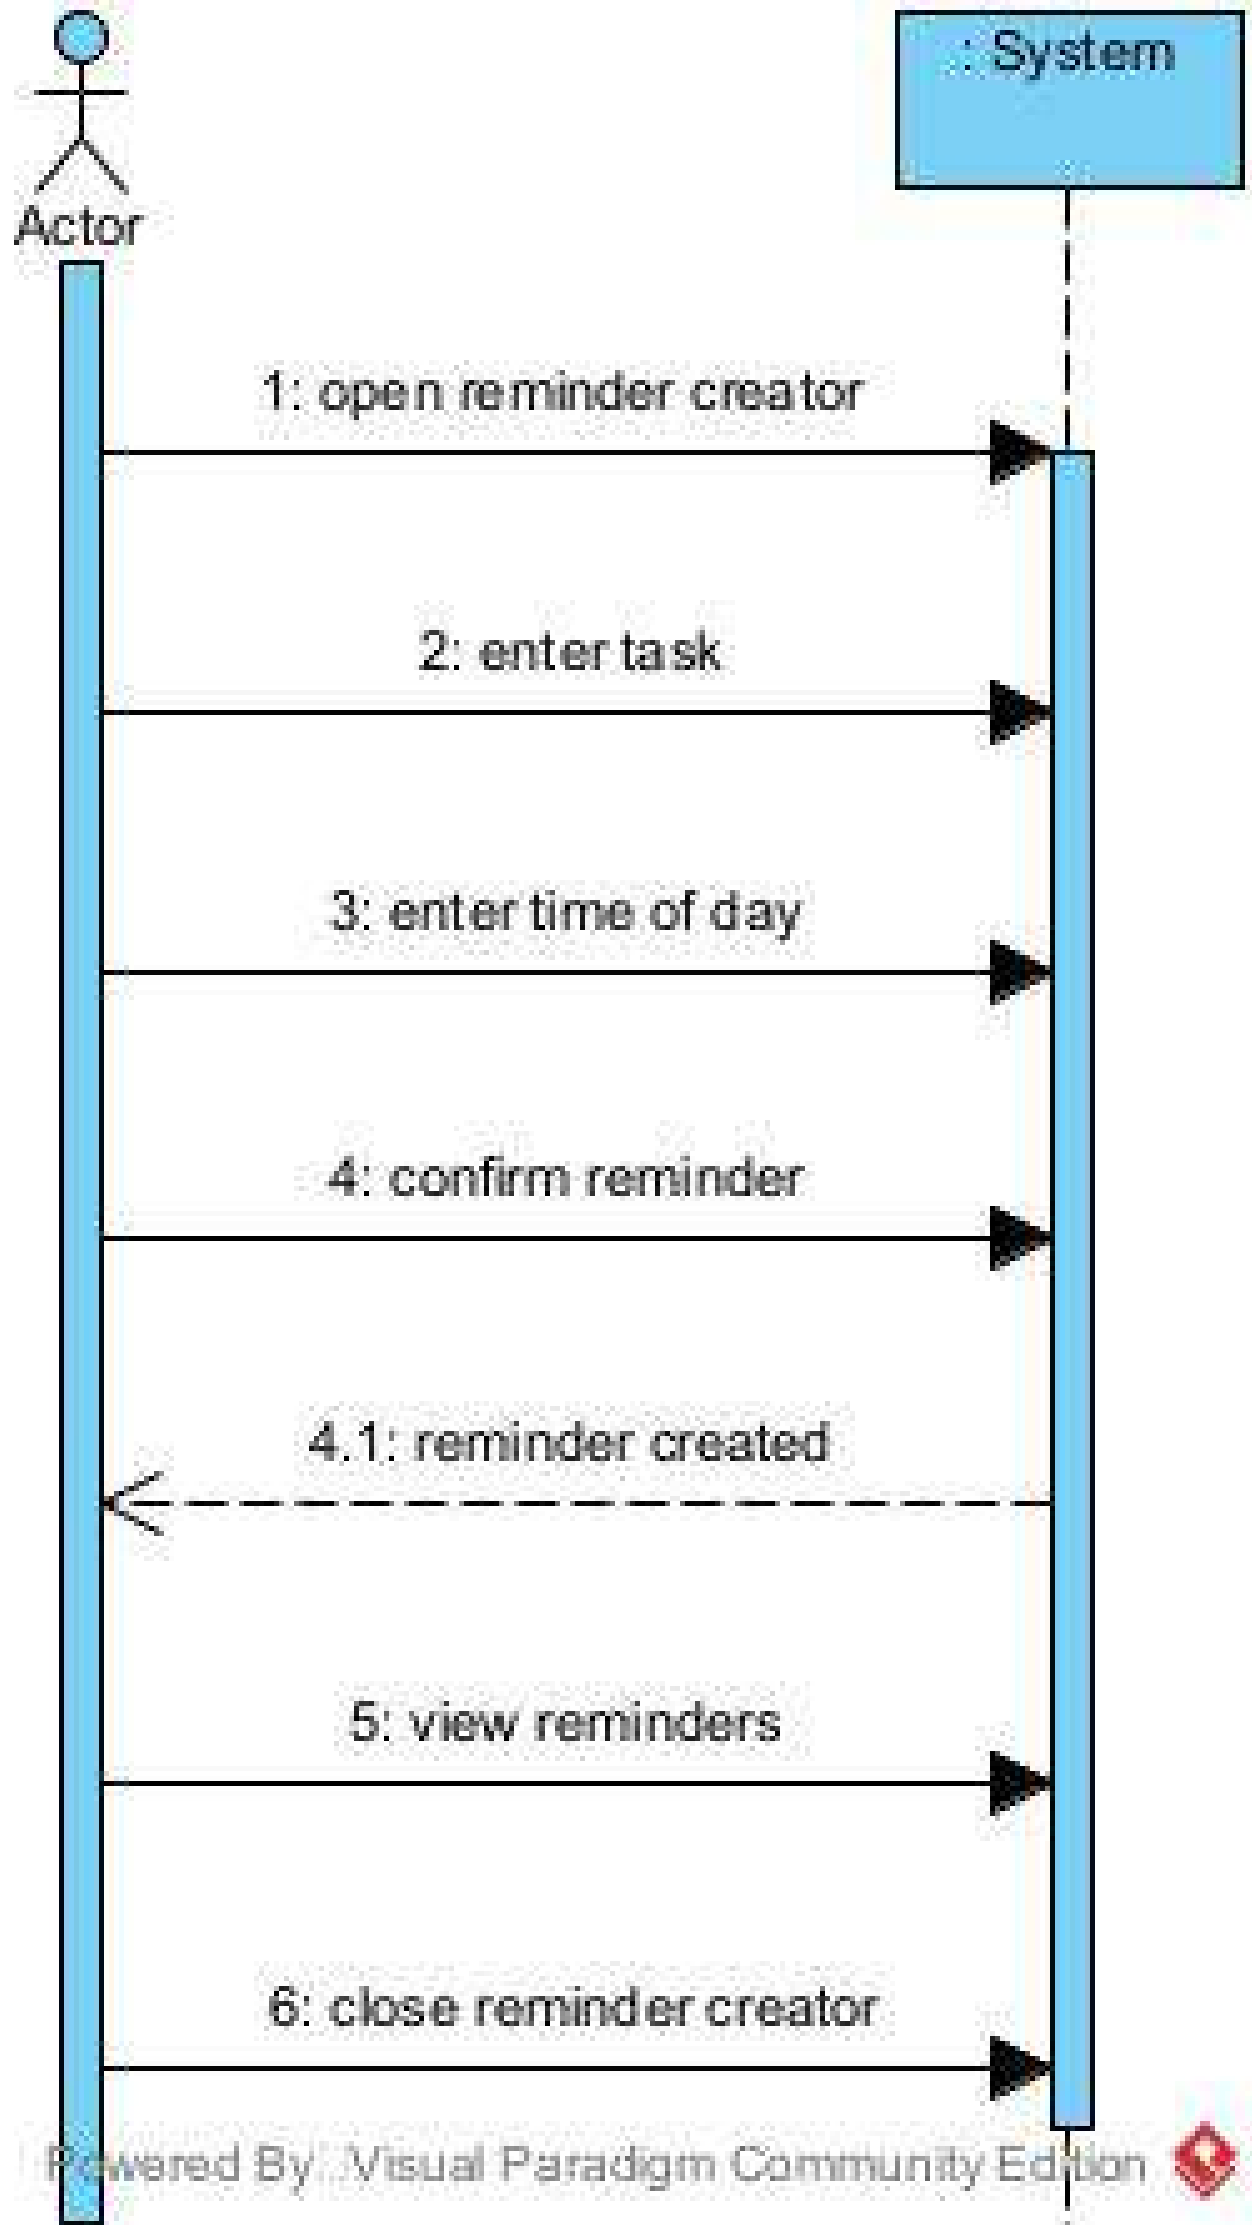 : System
Actor
1: open reminder creator
2: enter task
3: enter time of day
4: confirm reminder
4.1: reminder created
5: view reminders
6: close reminder creator
Powered By Visual Paradigm Community Edition